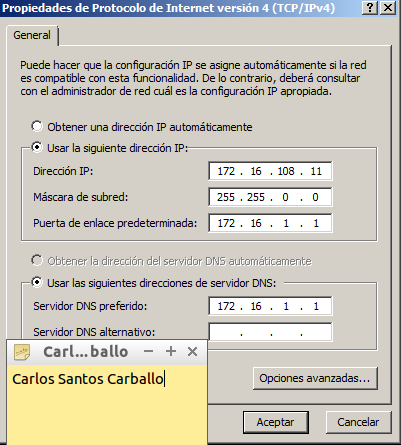 Propiedades de Protocolo de Internet versión 4 (TCP/IPv4)
General
Puede hacer que la configuración IP se asigne automáticamente si la red
es compatible con esta funcionalidad. De lo contrario, deberá consultar
con el administrador de red cuál es la configuración IP apropiada.
Obtener una dirección IP automáticamente
Usar la siguiente dirección IP:
Dirección IP: 172 . 16 . 108 . 11
Máscara de subred: 255 . 255 . 0 . 0
Puerta de enlace predeterminada: 172 . 16 . 1 . 1
Obtener la dirección del servidor DNS automáticamente
Usar las siguientes direcciones de servidor DNS:
Servidor DNS preferido: 172 . 16 . 1 . 1
Servidor DNS alternativo: . . .
Carl...ballo
Carlos Santos Carballo
Opciones avanzadas...
Aceptar Cancelar